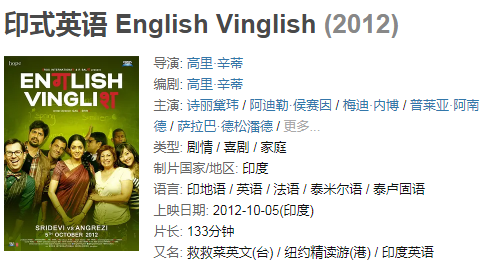 印式英语 English Vinglish (2012)
hope
ENGLISH
VINGLIश
SRIDEVI vs ANGREZI
5TH OCTOBER 2012
导演: 高里·辛蒂
编剧: 高里·辛蒂
主演: 诗丽黛玮 / 阿迪勒·侯赛因 / 梅迪·内博 / 普莱亚·阿南
德 / 萨拉巴·德松潘德 / 更多...
类型: 剧情 / 喜剧 / 家庭
制片国家/地区: 印度
语言: 印地语 / 英语 / 法语 / 泰米尔语 / 泰卢固语
上映日期: 2012-10-05(印度)
片长: 133分钟
又名: 救救菜英文(台) / 纽约精读游(港) / 印度英语